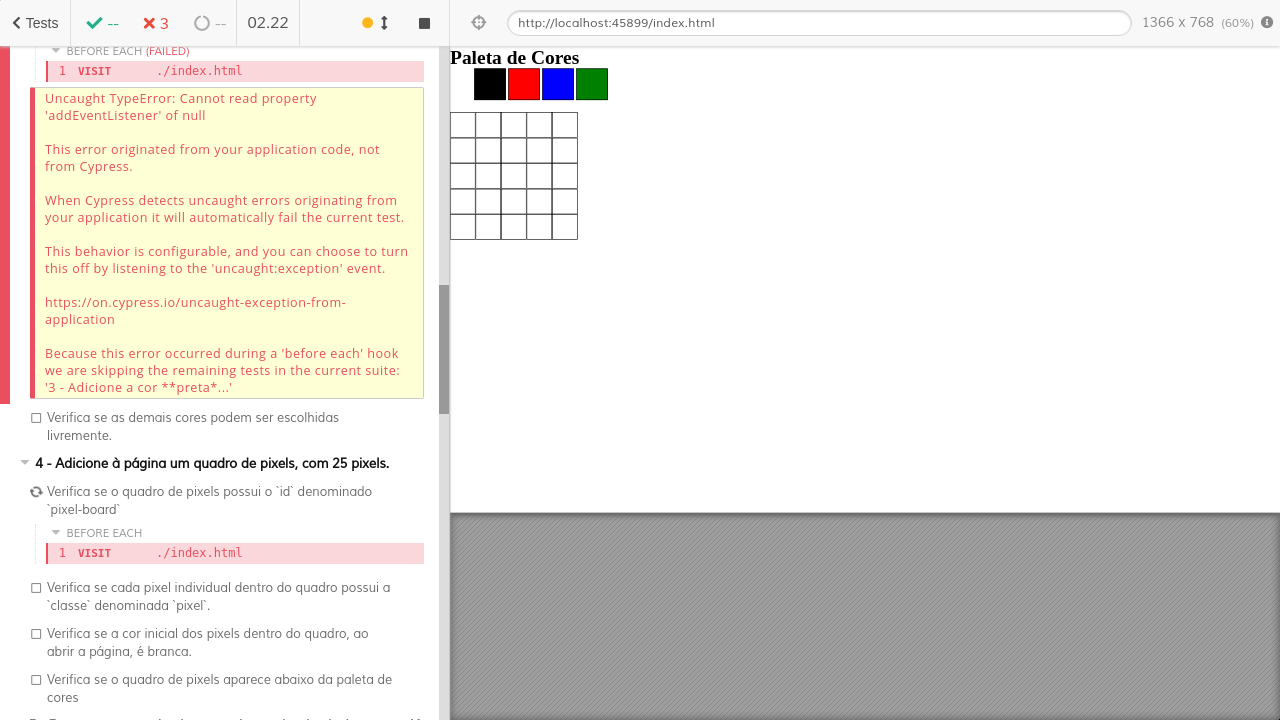 Tests
--
3
--
02.22
http://localhost:45899/index.html
1366 x 768 (60%)
BEFORE EACH (FAILED)
1 VISIT ./index.html
Uncaught TypeError: Cannot read property
'addEventListener' of null
This error originated from your application code, not
from Cypress.
When Cypress detects uncaught errors originating from
your application it will automatically fail the current test.
This behavior is configurable, and you can choose to turn
this off by listening to the 'uncaught:exception' event.
https://on.cypress.io/uncaught-exception-from-
application
Because this error occurred during a 'before each' hook
we are skipping the remaining tests in the current suite:
'3 - Adicione a cor **preta*...'
Verifica se as demais cores podem ser escolhidas
livremente.
4 - Adicione à página um quadro de pixels, com 25 pixels.
Verifica se o quadro de pixels possui o `id` denominado
`pixel-board`
BEFORE EACH
1 VISIT ./index.html
Verifica se cada pixel individual dentro do quadro possui a
`classe` denominada `pixel`.
Verifica se a cor inicial dos pixels dentro do quadro, ao
abrir a página, é branca.
Verifica se o quadro de pixels aparece abaixo da paleta de
cores
Paleta de Cores